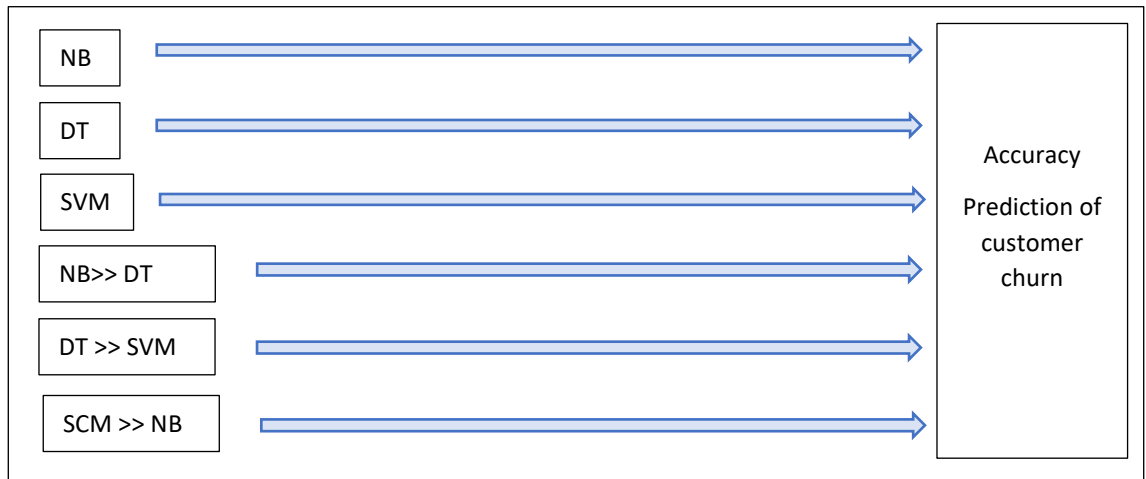 NB
DT
SVM
NB>> DT
DT >> SVM
SCM >> NB
Accuracy
Prediction of
customer
churn